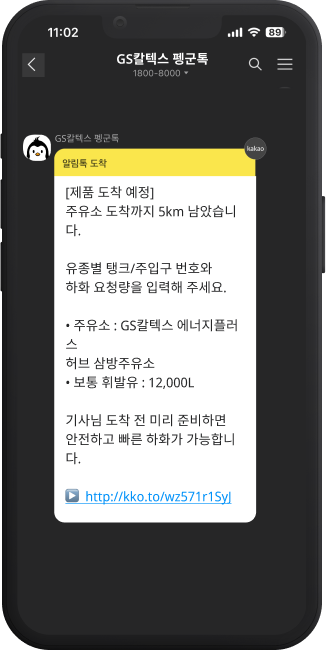 11:02
89
GS칼텍스 펭군톡
1800-8000
GS칼텍스 펭군톡
kakao
알림톡 도착
[제품 도착 예정]
주유소 도착까지 5km 남았습니
다.
유종별 탱크/주입구 번호와
하화 요청량을 입력해 주세요.
• 주유소 : GS칼텍스 에너지플러
스
허브 삼방주유소
• 보통 휘발유 : 12,000L
기사님 도착 전 미리 준비하면
안전하고 빠른 하화가 가능합니
다.
http://kko.to/wz571r1SyJ